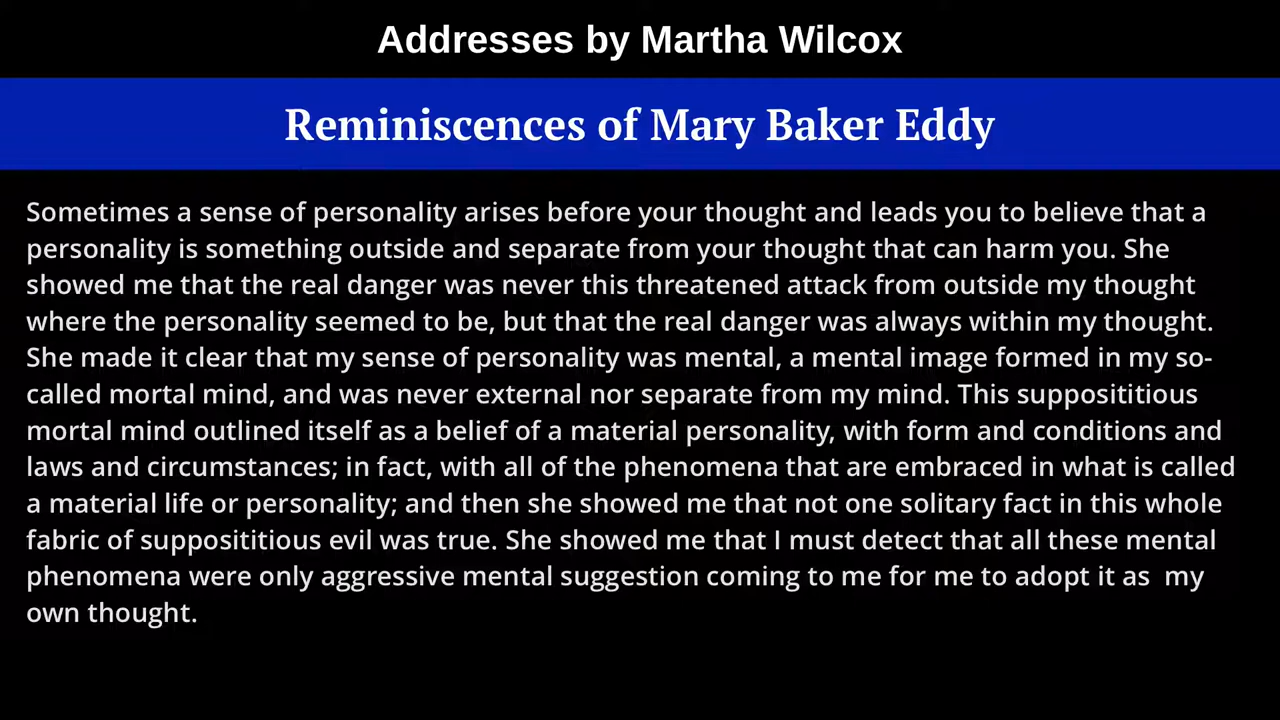 Addresses by Martha Wilcox
Reminiscences of Mary Baker Eddy
Sometimes a sense of personality arises before your thought and leads you to believe that a
personality is something outside and separate from your thought that can harm you. She
showed me that the real danger was never this threatened attack from outside my thought
where the personality seemed to be, but that the real danger was always within my thought.
She made it clear that my sense of personality was mental, a mental image formed in my so-
called mortal mind, and was never external nor separate from my mind. This supposititious
mortal mind outlined itself as a belief of a material personality, with form and conditions and
laws and circumstances; in fact, with all of the phenomena that are embraced in what is called
a material life or personality; and then she showed me that not one solitary fact in this whole
fabric of supposititious evil was true. She showed me that I must detect that all these mental
phenomena were only aggressive mental suggestion coming to me for me to adopt it as  my
own thought.